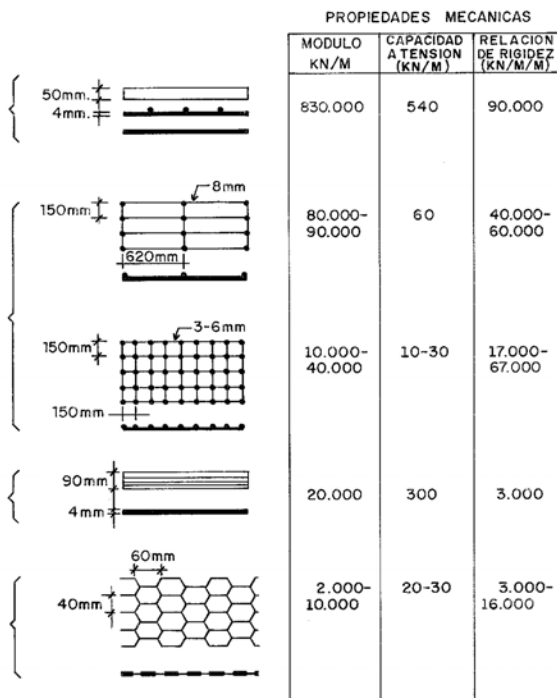 PROPIEDADES MECANICAS
MODULO
KN/M
CAPACIDAD
A TENSION
(KN/M)
RELACION
DE RIGIDEZ
(KN/M/M)
50mm.
4mm.
830.000
540
90.000
8mm
150mm
620mm
80.000-
90.000
60
40.000-
60.000
3-6mm
150mm
150mm
10.000-
40.000
10-30
17.000-
67.000
90mm
4mm
20.000
300
3.000
60mm
40mm
2.000-
10.000
20-30
3.000-
16.000